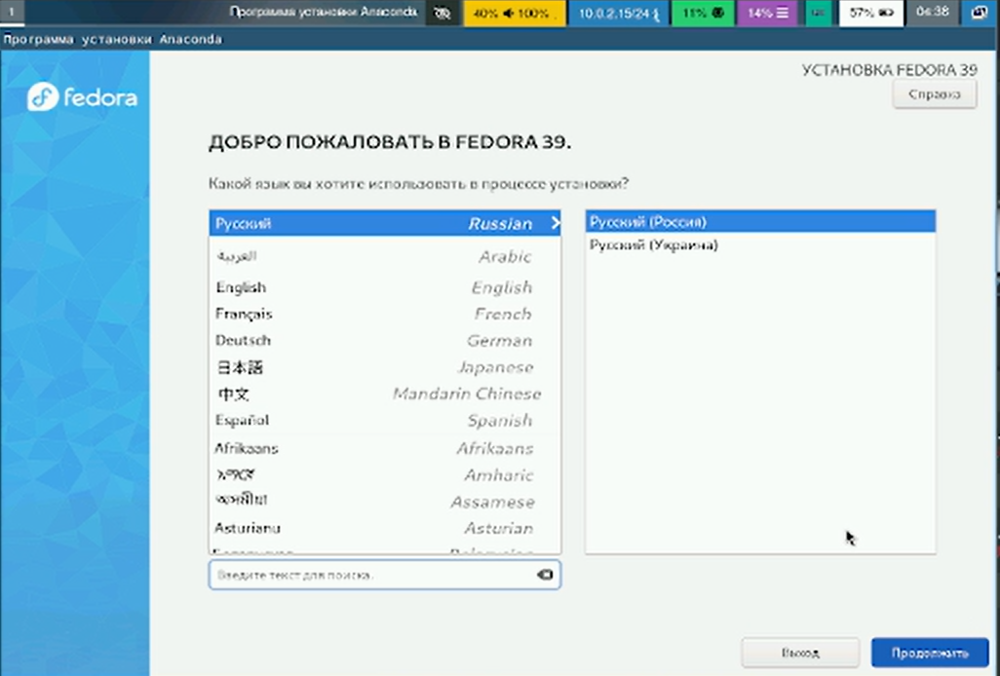 1 Программа установки Anaconda 40% 100% 10.0.2.15/24 11% 14% 57% 04:38
Программа установки Anaconda
fedora
УСТАНОВКА FEDORA 39
Справка
ДОБРО ПОЖАЛОВАТЬ В FEDORA 39.
Какой язык вы хотите использовать в процессе установки?
Русский Russian
العربية Arabic
English English
Français French
Deutsch German
日本語 Japanese
中文 Mandarin Chinese
Español Spanish
Afrikaans Afrikaans
አማርኛ Amharic
অসমীয়া Assamese
Asturianu Asturian
Русский (Россия)
Русский (Украина)
Введите текст для поиска.
Выход
Продолжить